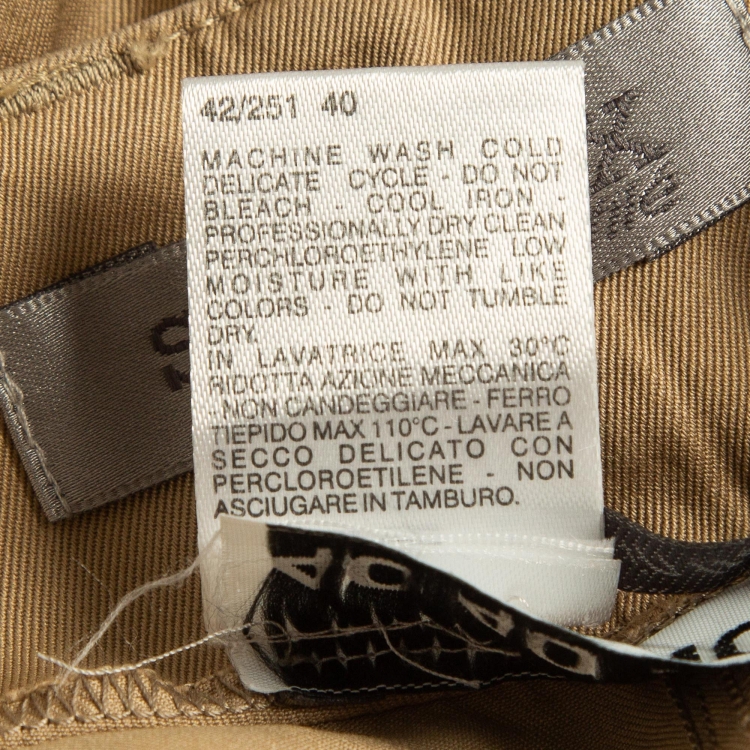 42/251 40
MACHINE WASH COLD
DELICATE CYCLE - DO NOT
BLEACH - COOL IRON -
PROFESSIONALLY DRY CLEAN
PERCHLOROETHYLENE LOW
MOISTURE WITH LIKE
COLORS - DO NOT TUMBLE
DRY.
IN LAVATRICE MAX 30°C
RIDOTTA AZIONE MECCANICA
- NON CANDEGGIARE - FERRO
TIEPIDO MAX 110°C - LAVARE A
SECCO DELICATO CON
PERCLOROETILENE - NON
ASCIUGARE IN TAMBURO.